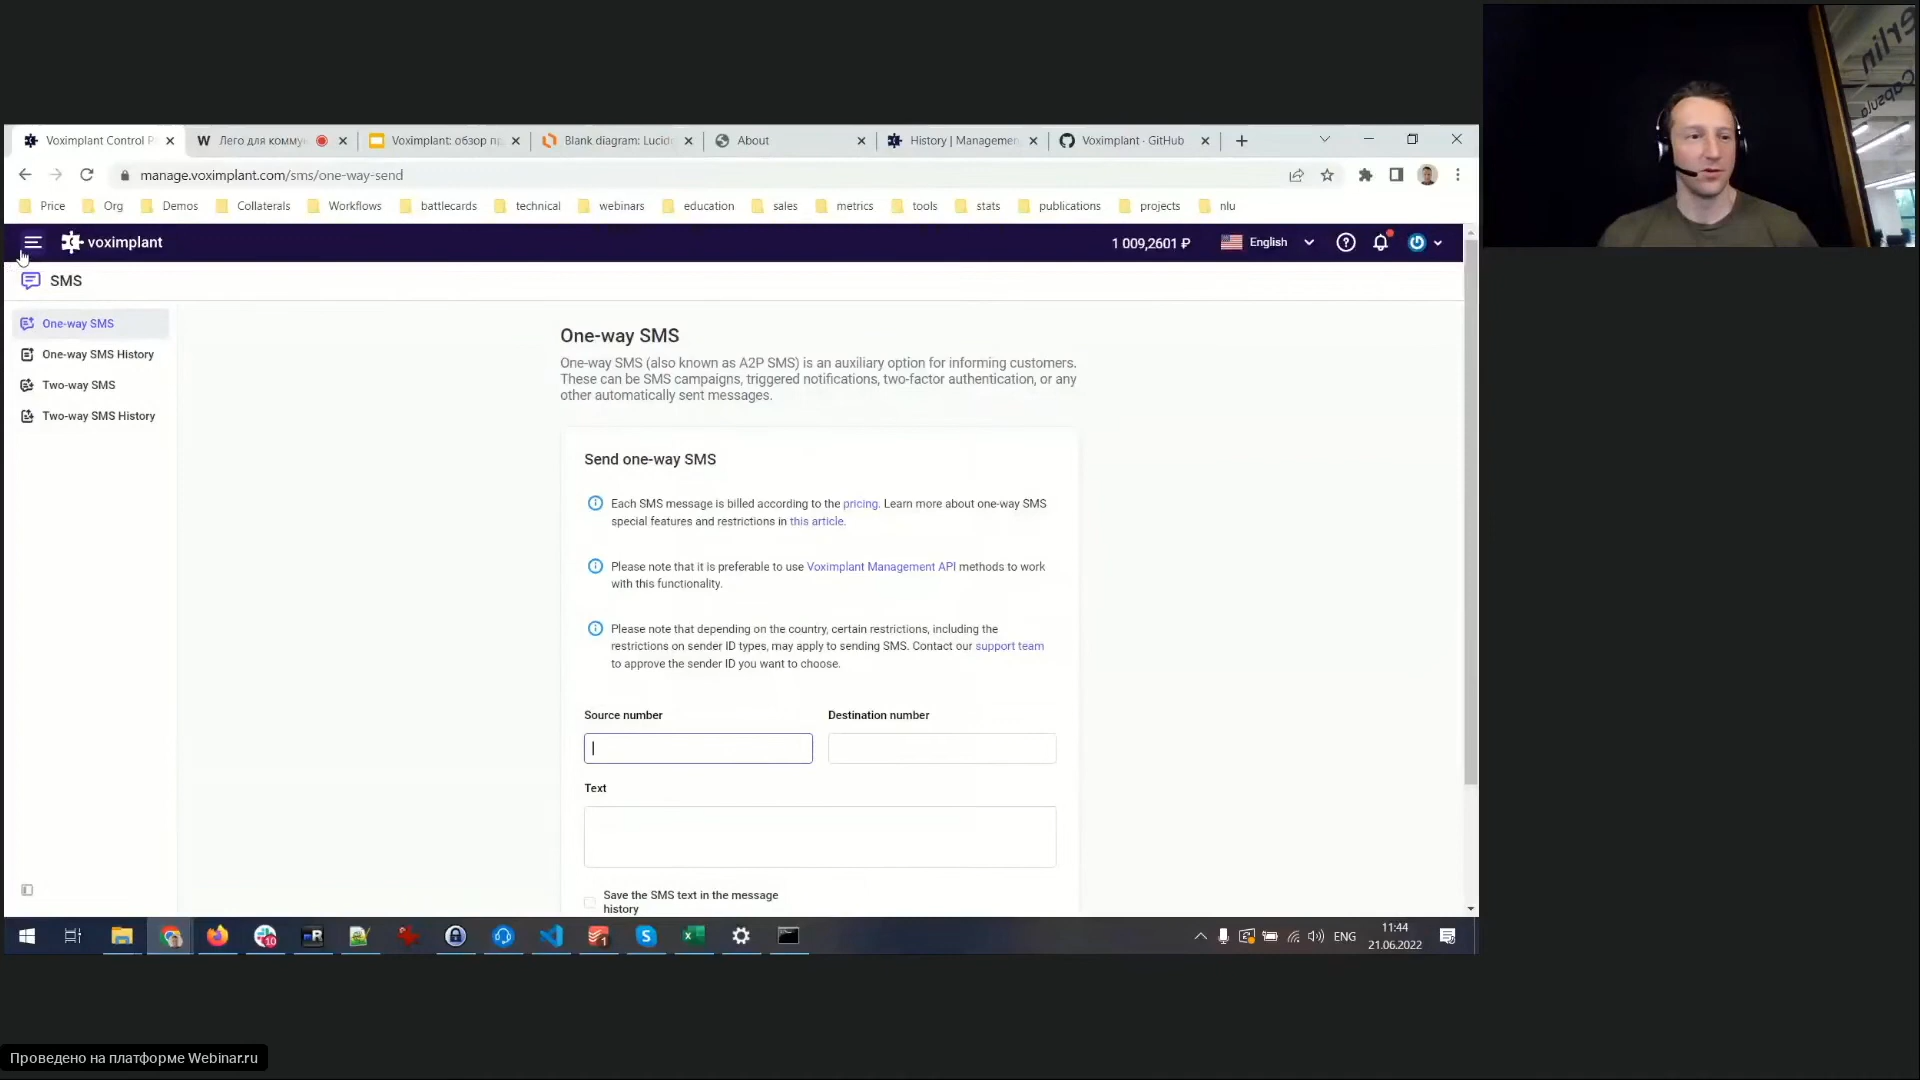 Voximplant Control P
Лего для комму
Voximplant: обзор п
Blank diagram: Lucid
About
History | Managemen
Voximplant · GitHub
manage.voximplant.com/sms/one-way-send
Price
Org
Demos
Collaterals
Workflows
battlecards
technical
webinars
education
sales
metrics
tools
stats
publications
projects
nlu
voximplant
1 009,2601 ₽
English
SMS
One-way SMS
One-way SMS History
Two-way SMS
Two-way SMS History
One-way SMS
One-way SMS (also known as A2P SMS) is an auxiliary option for informing customers.
These can be SMS campaigns, triggered notifications, two-factor authentication, or any
other automatically sent messages.
Send one-way SMS
Each SMS message is billed according to the pricing. Learn more about one-way SMS
special features and restrictions in this article.
Please note that it is preferable to use Voximplant Management API methods to work
with this functionality.
Please note that depending on the country, certain restrictions, including the
restrictions on sender ID types, may apply to sending SMS. Contact our support team
to approve the sender ID you want to choose.
Source number
Destination number
Text
Save the SMS text in the message
history
ENG
11:44
21.06.2022
Проведено на платформе Webinar.ru